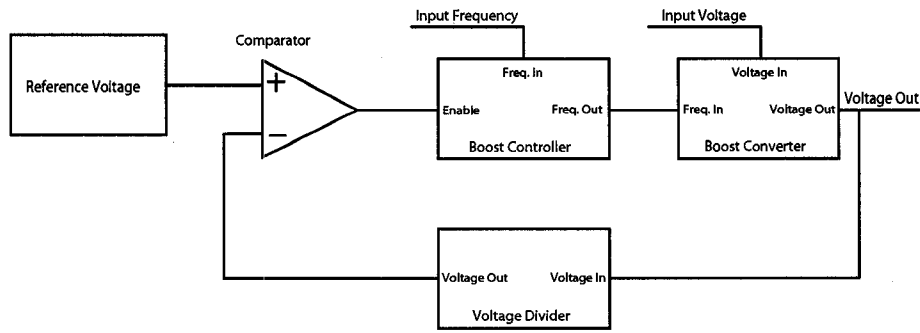 Input Frequency
Input Voltage
Comparator
Reference Voltage
+
Freq. In
Voltage In
Enable
Freq. Out
Freq. In
Voltage Out
Voltage Out
−
Boost Controller
Boost Converter
Voltage Out
Voltage In
Voltage Divider